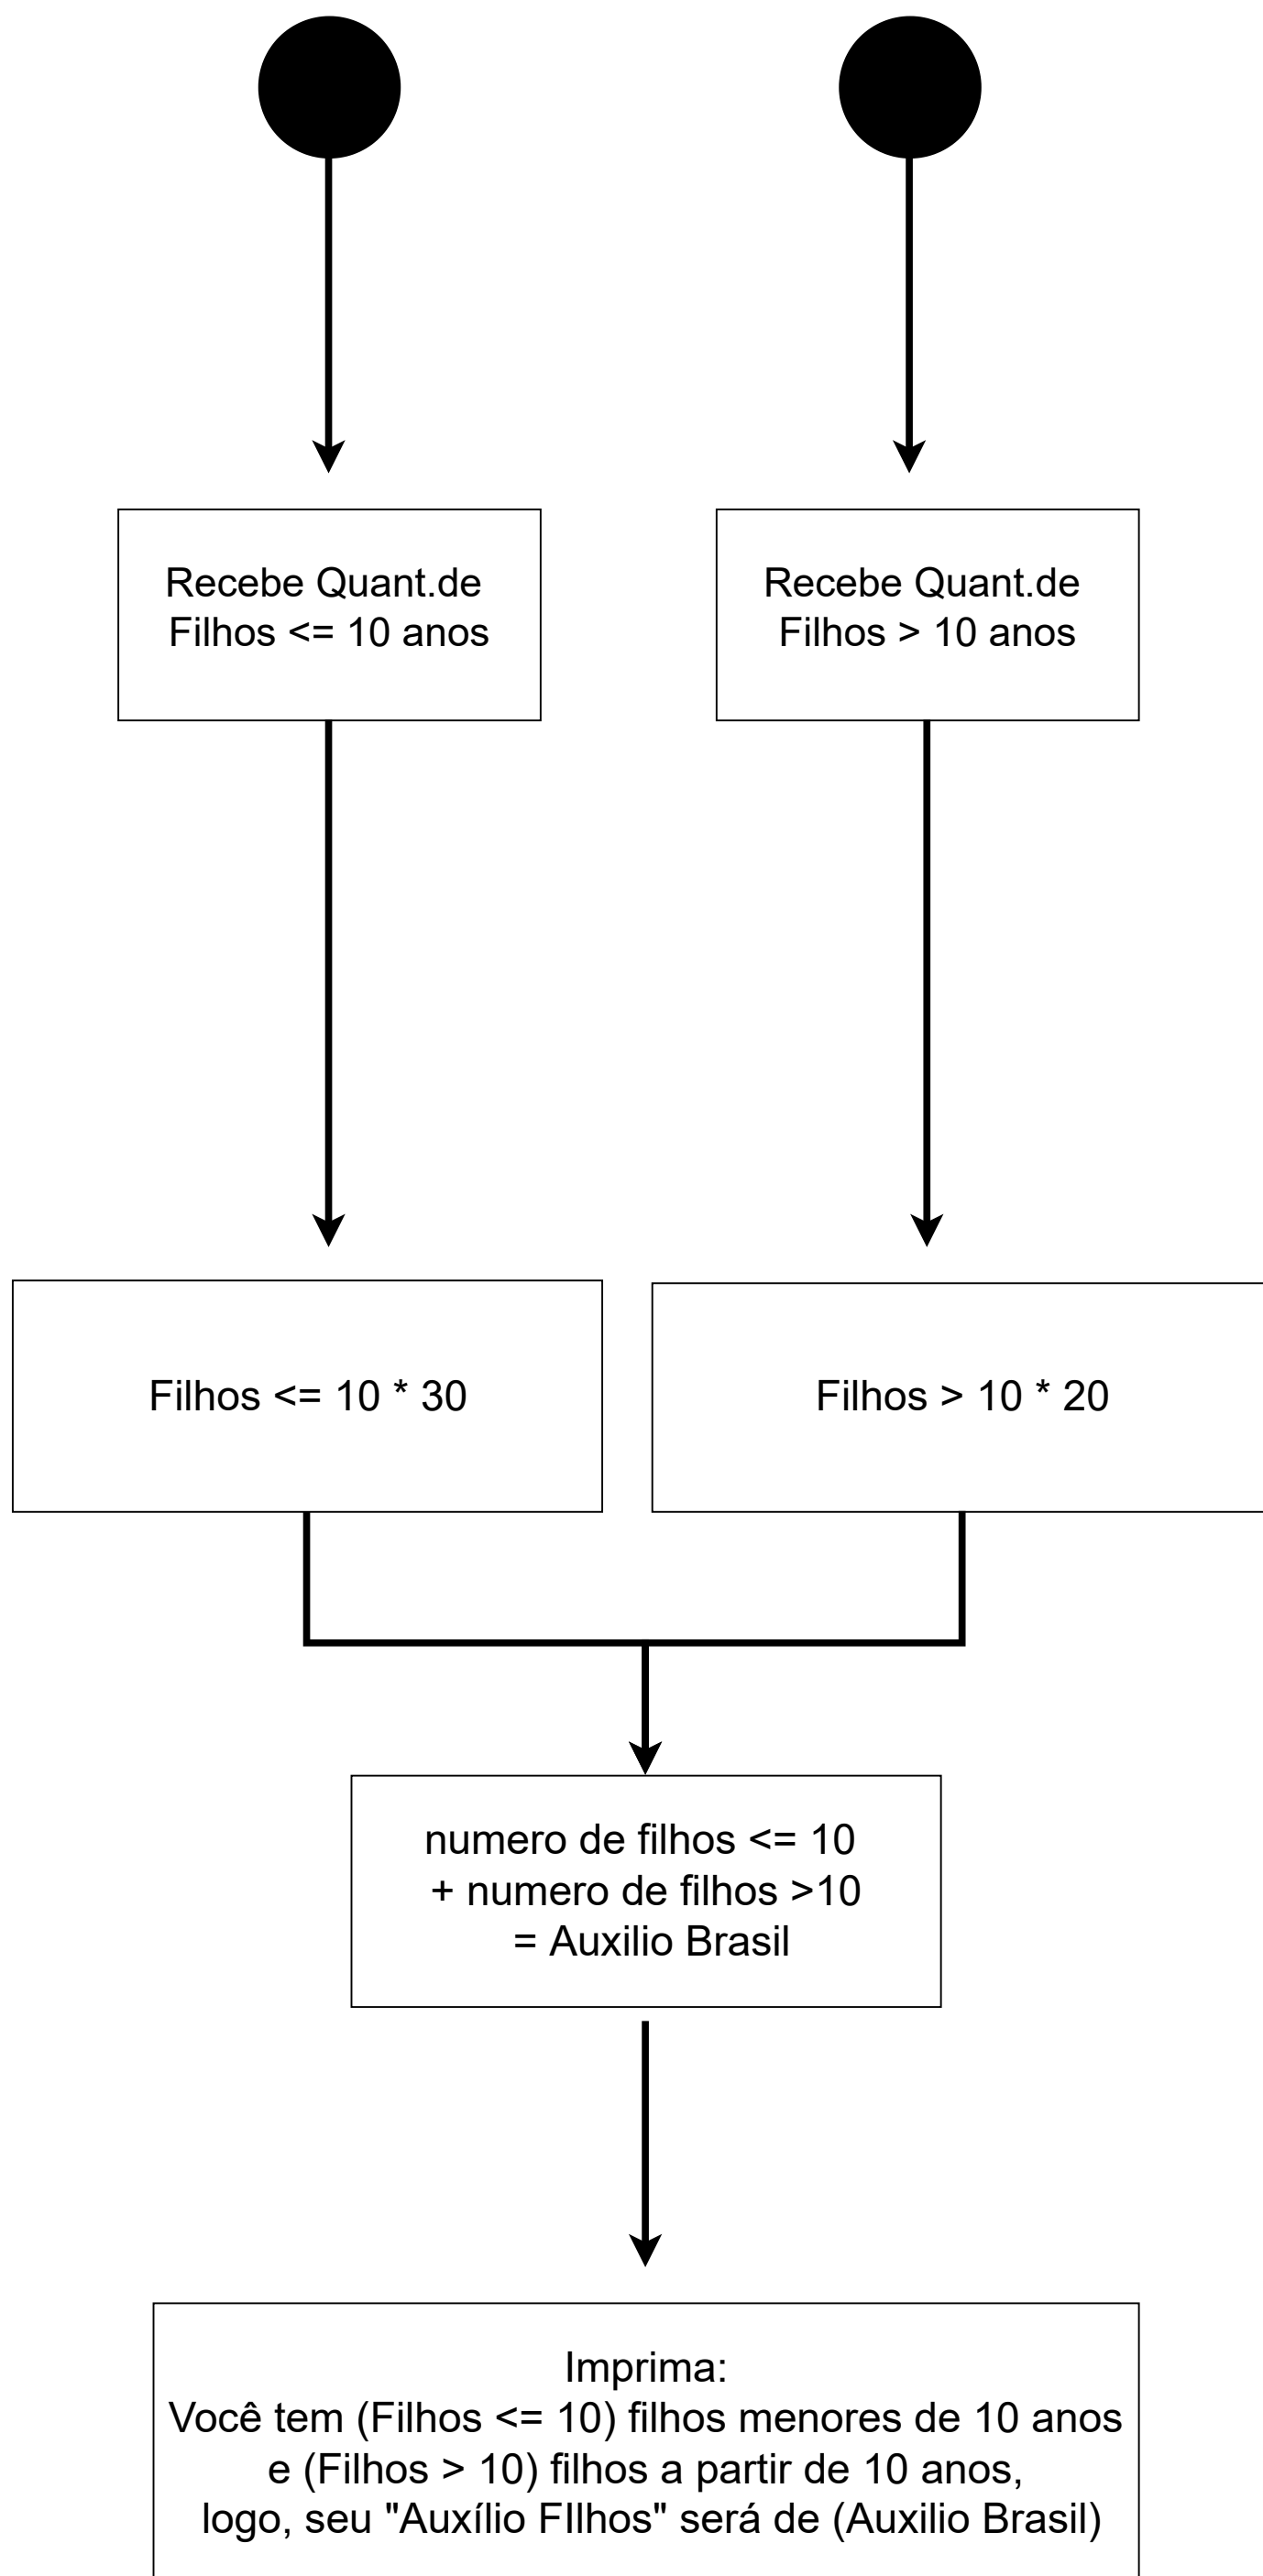 Recebe Quant.de
Filhos <= 10 anos
Recebe Quant.de
Filhos > 10 anos
Filhos <= 10 * 30
Filhos > 10 * 20
numero de filhos <= 10
+ numero de filhos >10
= Auxilio Brasil
Imprima:
Você tem (Filhos <= 10) filhos menores de 10 anos
e (Filhos > 10) filhos a partir de 10 anos,
logo, seu "Auxílio FIlhos" será de (Auxilio Brasil)